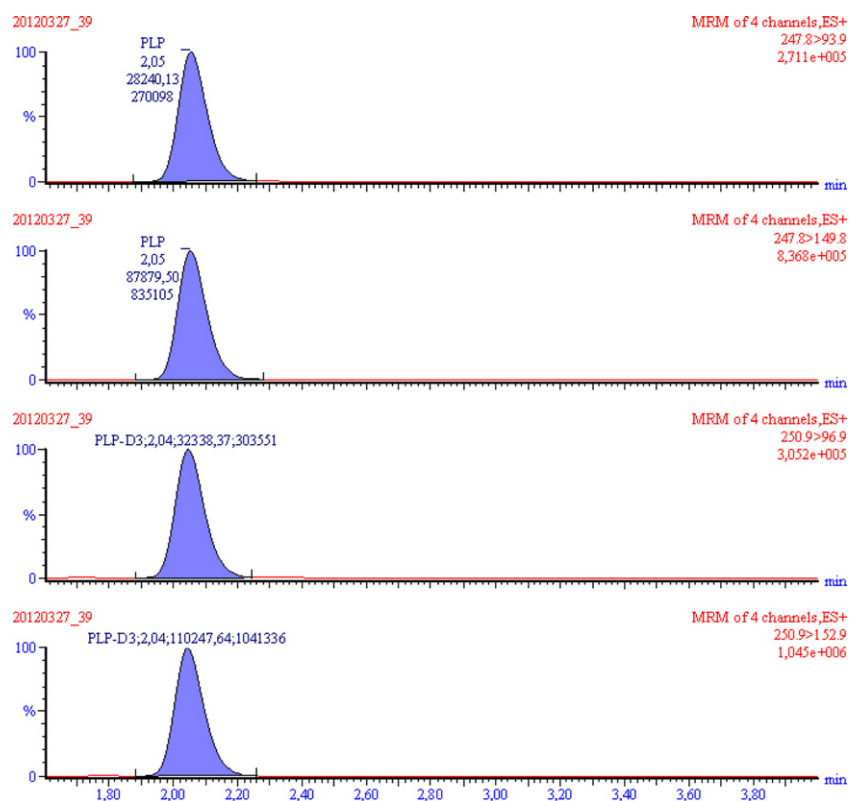 20120327_39
MRM of 4 channels,ES+
247.8>93.9
2,711e+005
PLP
2,05
28240,13
270098
100
%
0
min
20120327_39
MRM of 4 channels,ES+
247.8>149.8
8,368e+005
PLP
2,05
87879,50
835105
100
%
0
min
20120327_39
MRM of 4 channels,ES+
250.9>96.9
3,052e+005
PLP-D3;2,04;32338,37;303551
100
%
0
min
20120327_39
MRM of 4 channels,ES+
250.9>152.9
1,045e+006
PLP-D3;2,04;110247,64;1041336
100
%
0
min
1,80 2,00 2,20 2,40 2,60 2,80 3,00 3,20 3,40 3,60 3,80